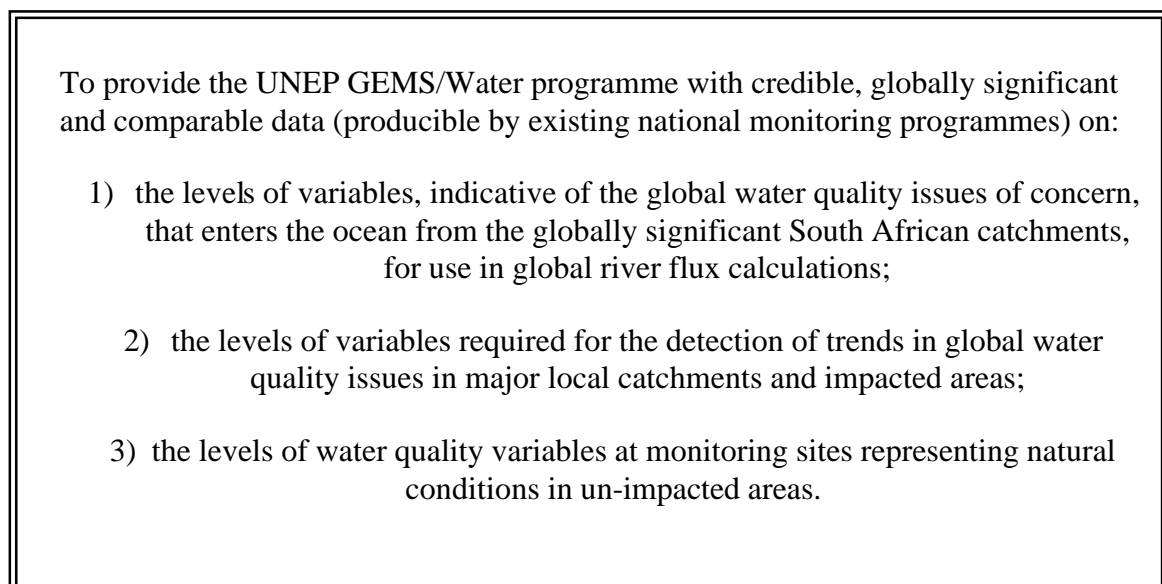 To provide the UNEP GEMS/Water programme with credible, globally significant
and comparable data (producible by existing national monitoring programmes) on:
1) the levels of variables, indicative of the global water quality issues of concern,
that enters the ocean from the globally significant South African catchments,
for use in global river flux calculations;
2) the levels of variables required for the detection of trends in global water
quality issues in major local catchments and impacted areas;
3) the levels of water quality variables at monitoring sites representing natural
conditions in un-impacted areas.